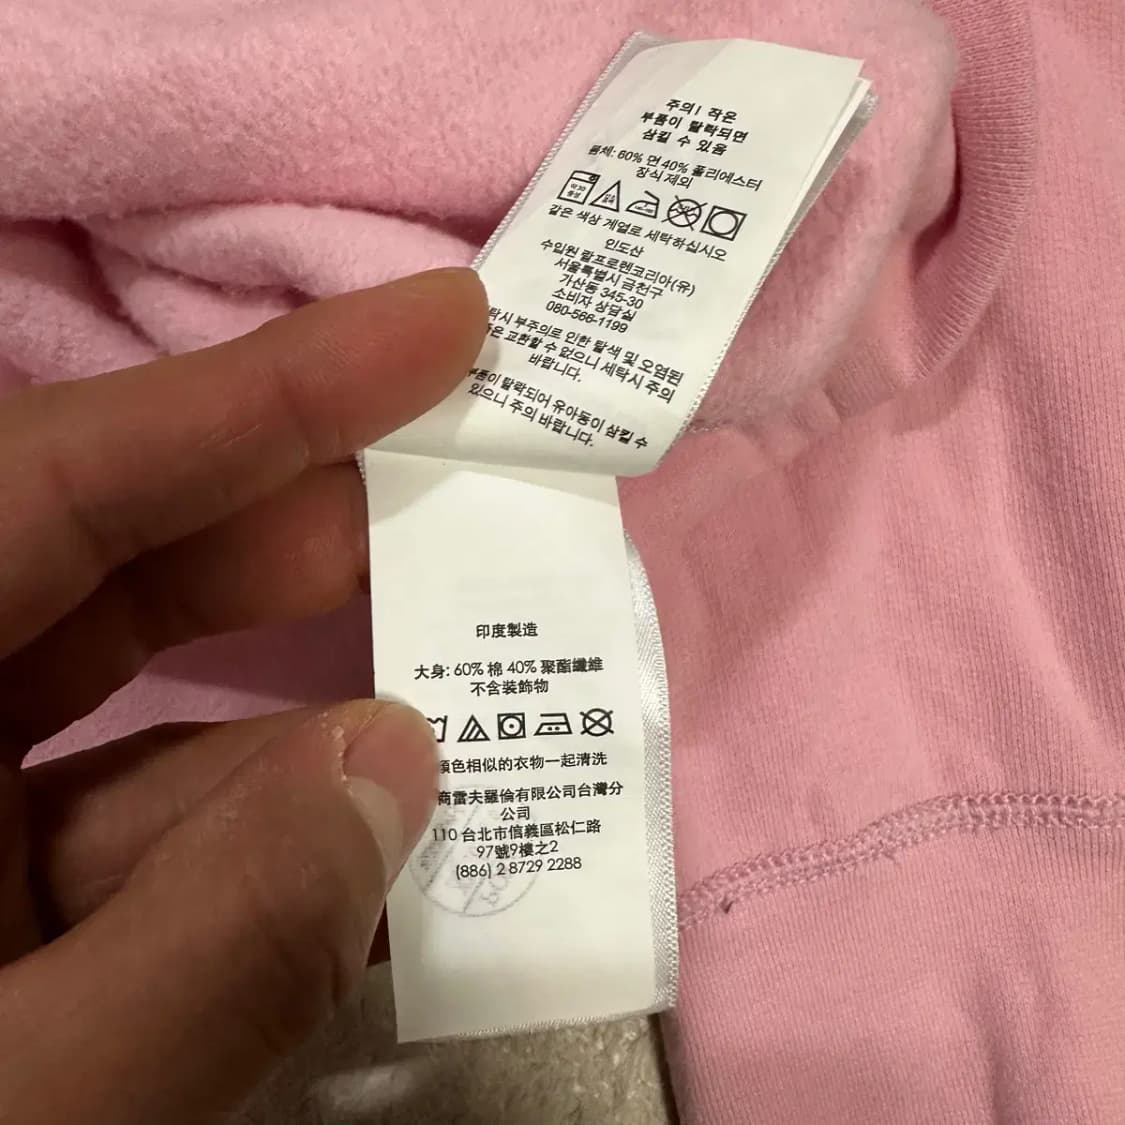 주의! 작은
부품이 탈락되면
삼킬 수 있음
몸체: 60% 면 40% 폴리에스터
장식 제외
같은 색상 계열로 세탁하십시오
인도산
수입원 랄프로렌코리아(유)
서울특별시 금천구
가산동 345-30
소비자 상담실
080-566-1199
탁시 부주의로 인한 탈색 및 오염된
은 교환할 수 없으니 세탁시 주의
바랍니다.
부품이 탈락되어 유아동이 삼킬 수
있으니 주의 바랍니다.
印度製造
大身: 60% 棉 40% 聚酯纖維
不含裝飾物
顏色相似的衣物一起清洗
商雷夫羅倫有限公司台灣分
公司
110 台北市信義區松仁路
97號9樓之2
(886) 2 8729 2288